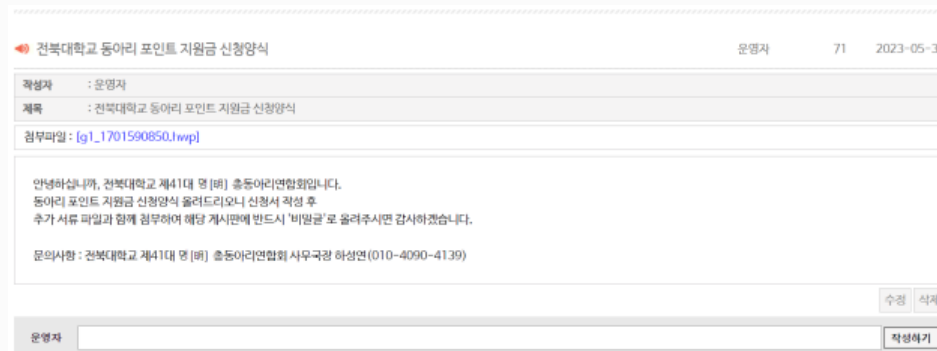 전북대학교 동아리 포인트 지원금 신청양식 운영자 71 2023-05-3
작성자 : 운영자
제목 : 전북대학교 동아리 포인트 지원금 신청양식
첨부파일 : [g1_1701590850.hwp]
안녕하십니까, 전북대학교 제41대 명[明] 총동아리연합회입니다.
동아리 포인트 지원금 신청양식 올려드리오니 신청서 작성 후
추가 서류 파일과 함께 첨부하여 해당 게시판에 반드시 '비밀글'로 올려주시면 감사하겠습니다.
문의사항 : 전북대학교 제41대 명[明] 총동아리연합회 사무국장 하성연(010-4090-4139)
수정 삭제
운영자 작성하기